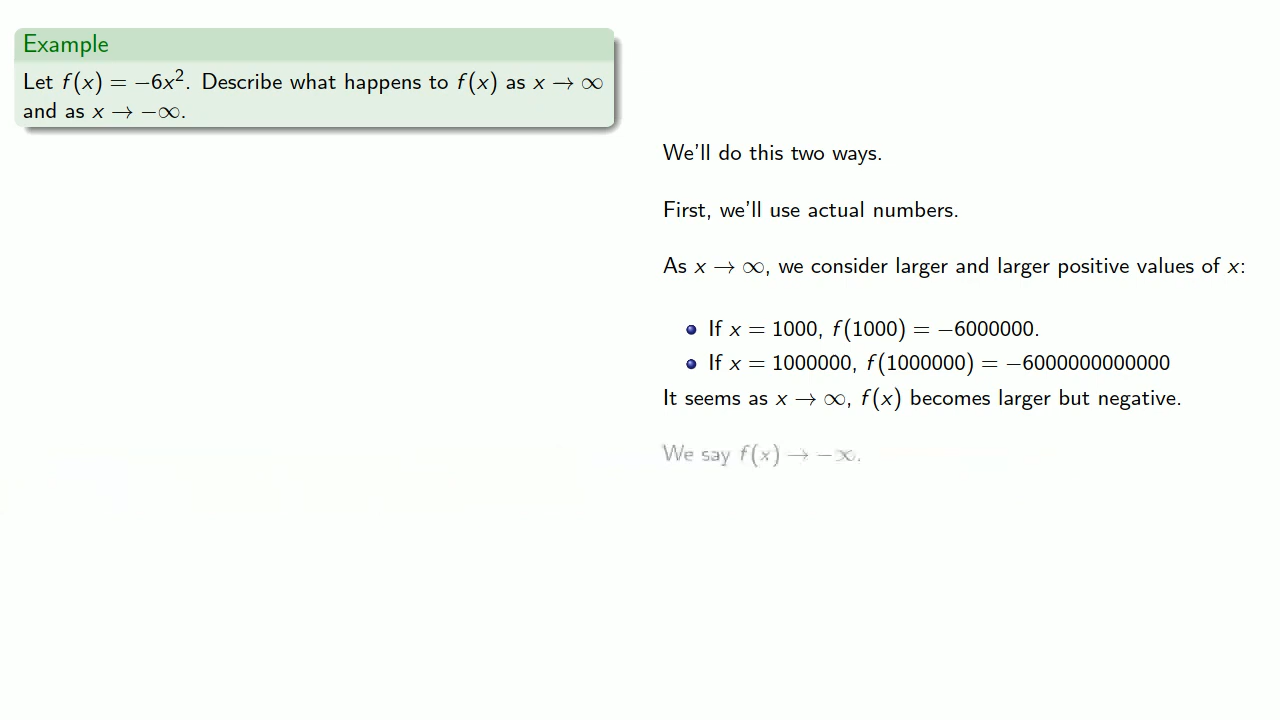 Example
Let f(x) = −6x². Describe what happens to f(x) as x → ∞
and as x → −∞.
We'll do this two ways.
First, we'll use actual numbers.
As x → ∞, we consider larger and larger positive values of x:
• If x = 1000, f(1000) = −6000000.
• If x = 1000000, f(1000000) = −6000000000000
It seems as x → ∞, f(x) becomes larger but negative.
We say f(x) → −∞.